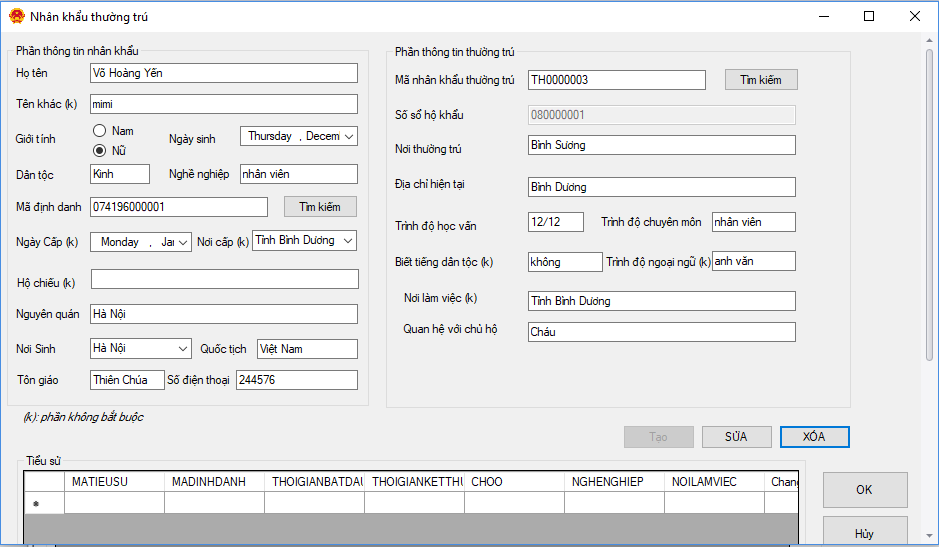 Nhân khẩu thường trú
Phần thông tin nhân khẩu
Họ tên Võ Hoàng Yến
Tên khác (k) mimi
Giới tính Nam Nữ Ngày sinh Thursday , Decem
Dân tộc Kinh Nghề nghiệp nhân viên
Mã định danh 074196000001 Tìm kiếm
Ngày Cấp (k) Monday , Jan Nơi cấp (k) Tỉnh Bình Dương
Hộ chiếu (k)
Nguyên quán Hà Nội
Nơi Sinh Hà Nội Quốc tịch Việt Nam
Tôn giáo Thiên Chúa Số điện thoại 244576
(k): phần không bắt buộc
Phần thông tin thường trú
Mã nhân khẩu thường trú TH0000003 Tìm kiếm
Số sổ hộ khẩu 080000001
Nơi thường trú Bình Sương
Địa chỉ hiện tại Bình Dương
Trình độ học vấn 12/12 Trình độ chuyên môn nhân viên
Biết tiếng dân tộc (k) không Trình độ ngoại ngữ (k) anh văn
Nơi làm việc (k) Tỉnh Bình Dương
Quan hệ với chủ hộ Cháu
Tạo SỬA XÓA
Tiểu sử
MATIEUSU MADINHDANH THOIGIANBATDAU THOIGIANKETTHU CHOO NGHENGHIEP NOILAMVIEC Chan
OK
Hủy